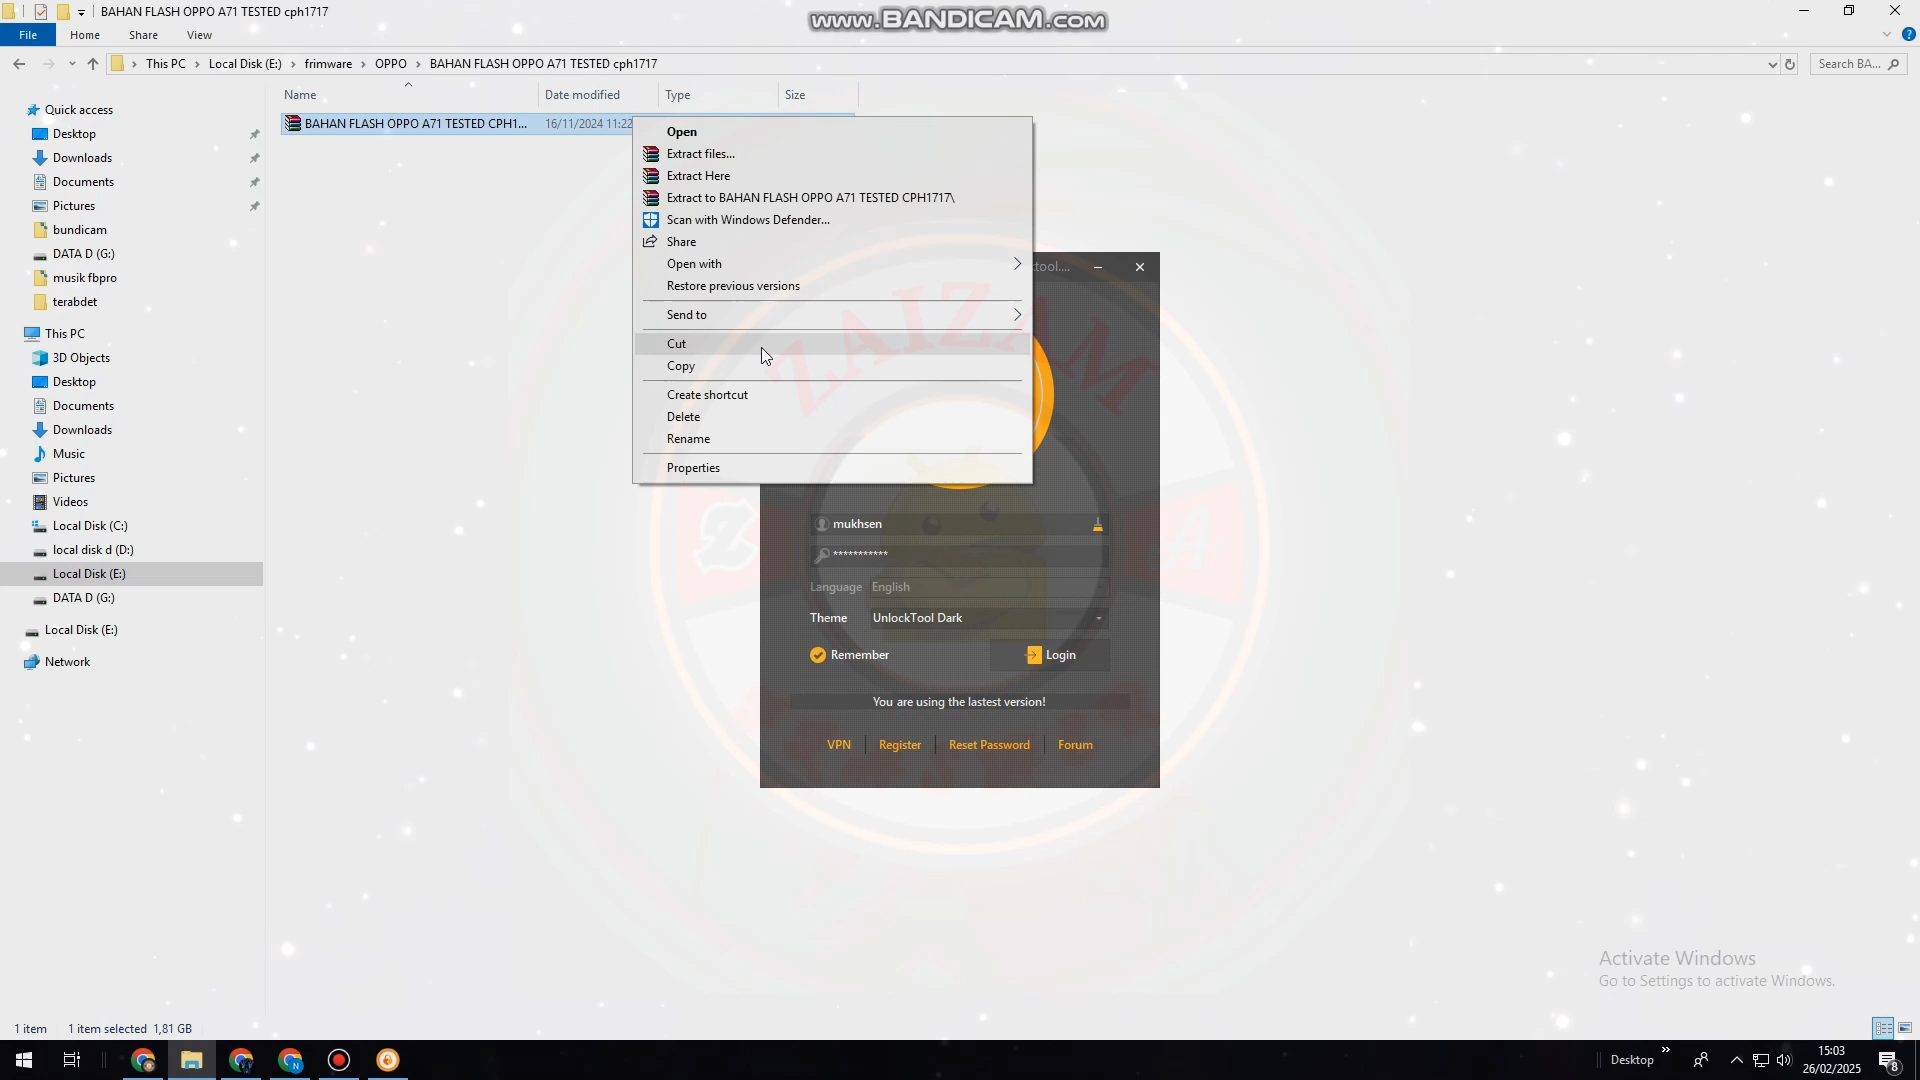 BAHAN FLASH OPPO A71 TESTED cph1717
www.BANDICAM.com
File Home Share View
This PC Local Disk (E:) frimware OPPO BAHAN FLASH OPPO A71 TESTED cph1717 Search BA...
Name Date modified Type Size
BAHAN FLASH OPPO A71 TESTED CPH1... 16/11/2024 11:22
Quick access
Desktop
Downloads
Documents
Pictures
bundicam
DATA D (G:)
musik fbpro
terabdet
This PC
3D Objects
Desktop
Documents
Downloads
Music
Pictures
Videos
Local Disk (C:)
local disk d (D:)
Local Disk (E:)
DATA D (G:)
Local Disk (E:)
Network
Open
Extract files...
Extract Here
Extract to BAHAN FLASH OPPO A71 TESTED CPH1717\
Scan with Windows Defender...
Share
Open with
Restore previous versions
Send to
Cut
Copy
Create shortcut
Delete
Rename
Properties
tool....
ZAIZAM
Z A
mukhsen
***********
Language English
Theme UnlockTool Dark
Remember Login
You are using the lastest version!
VPN Register Reset Password Forum
Activate Windows
Go to Settings to activate Windows.
1 item 1 item selected 1,81 GB
Desktop
15:03
26/02/2025
8